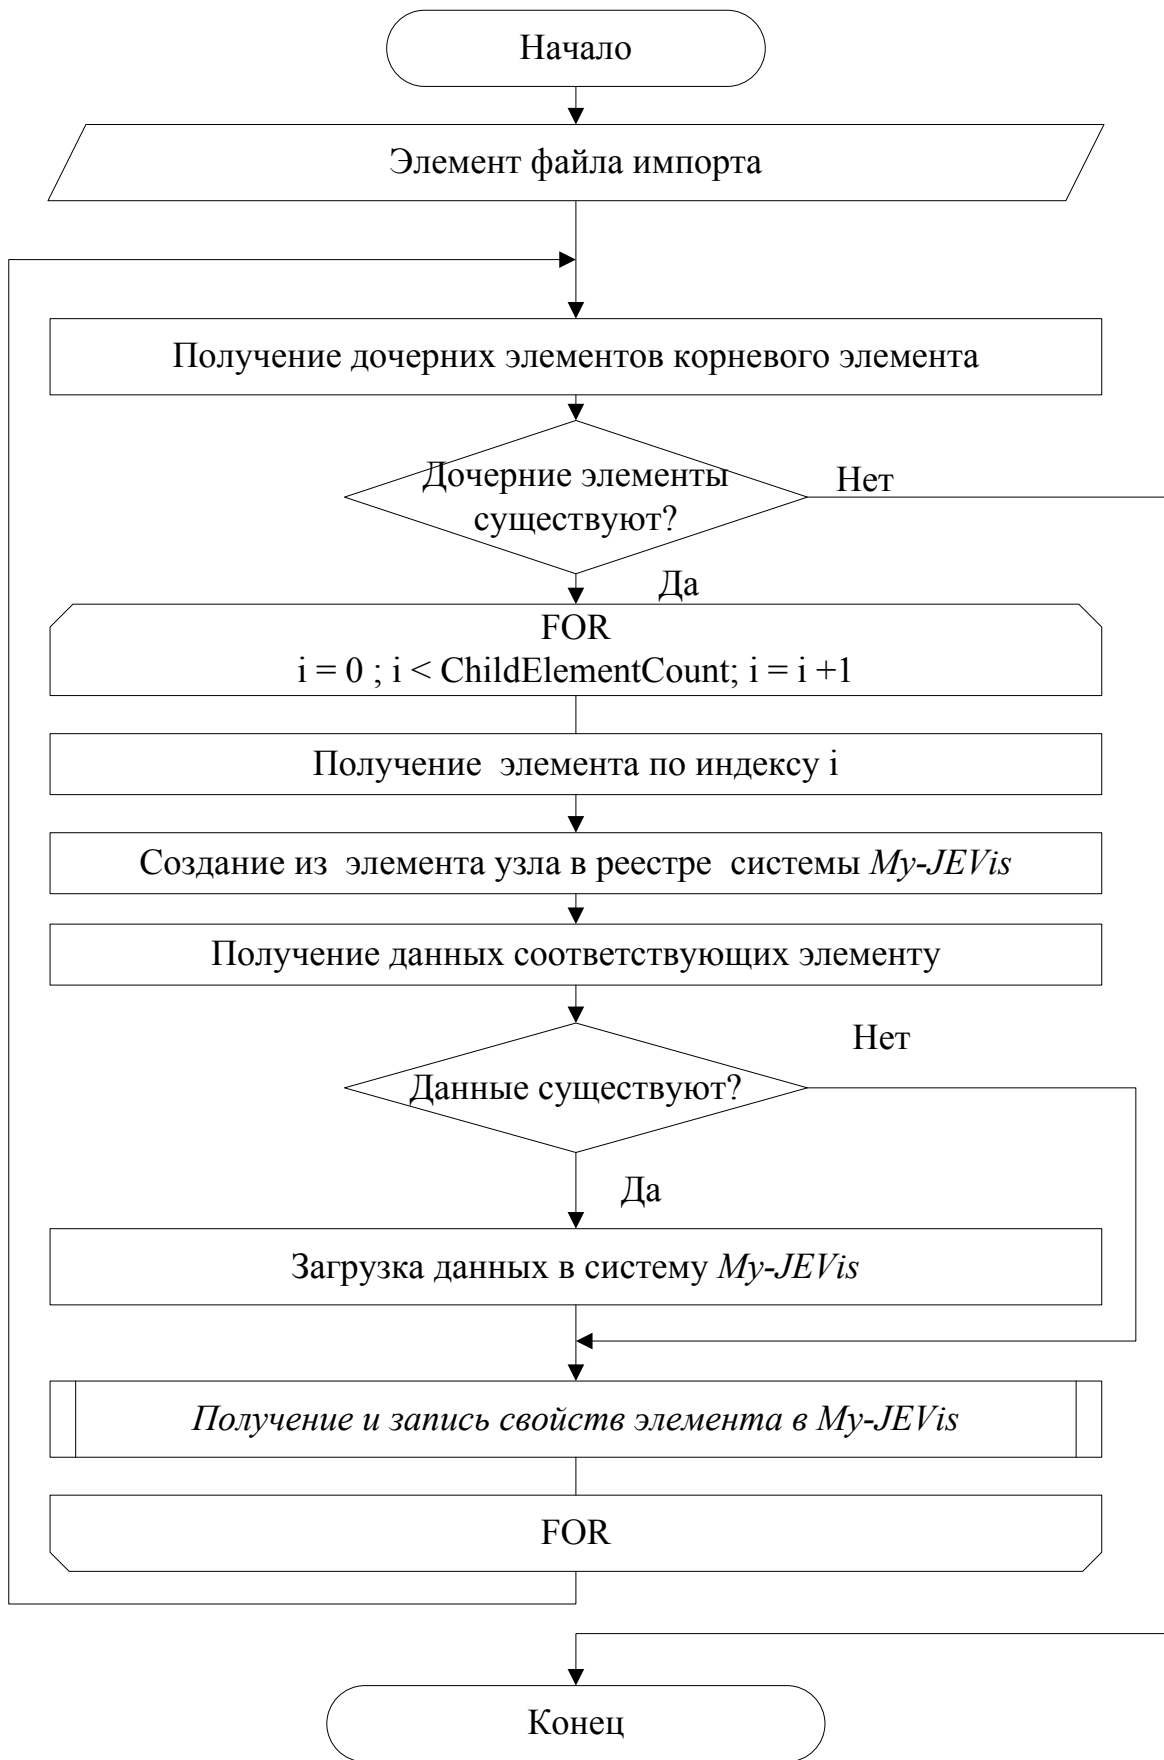 Начало
Элемент файла импорта
Получение дочерних элементов корневого элемента
Дочерние элементы
существуют?
Нет
Да
FOR
i = 0 ; i < ChildElementCount; i = i +1
Получение элемента по индексу i
Создание из элемента узла в реестре системы My-JEVis
Получение данных соответствующих элементу
Нет
Данные существуют?
Да
Загрузка данных в систему My-JEVis
Получение и запись свойств элемента в My-JEVis
FOR
Конец